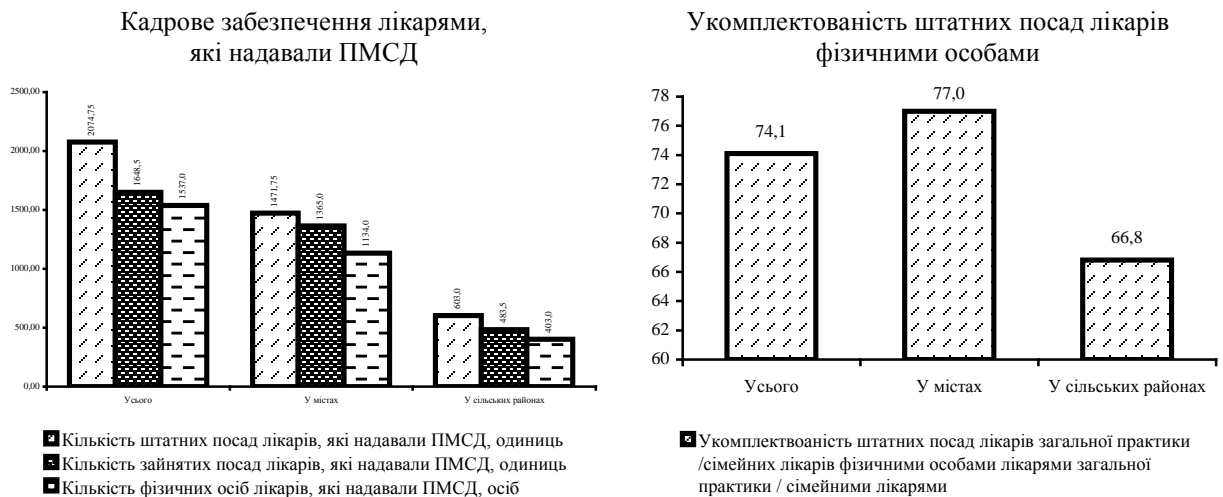 Кадрове забезпечення лікарями,
які надавали ПМСД
2500,00
2000,00
1500,00
1000,00
500,00
0,00
2074,75
1648,5
1537,0
1471,75
1365,0
1134,0
603,0
483,5
403,0
Усього
У містах
У сільських районах
Кількість штатних посад лікарів, які надавали ПМСД, одиниць
Кількість зайнятих посад лікарів, які надавали ПМСД, одиниць
Кількість фізичних осіб лікарів, які надавали ПМСД, осіб
Укомплектованість штатних посад лікарів
фізичними особами
78
76
74
72
70
68
66
64
62
60
74,1
77,0
66,8
Усього
У містах
У сільських районах
Укомплектвоаність штатних посад лікарів загальної практики
/сімейних лікарів фізичними особами лікарями загальної
практики / сімейними лікарями